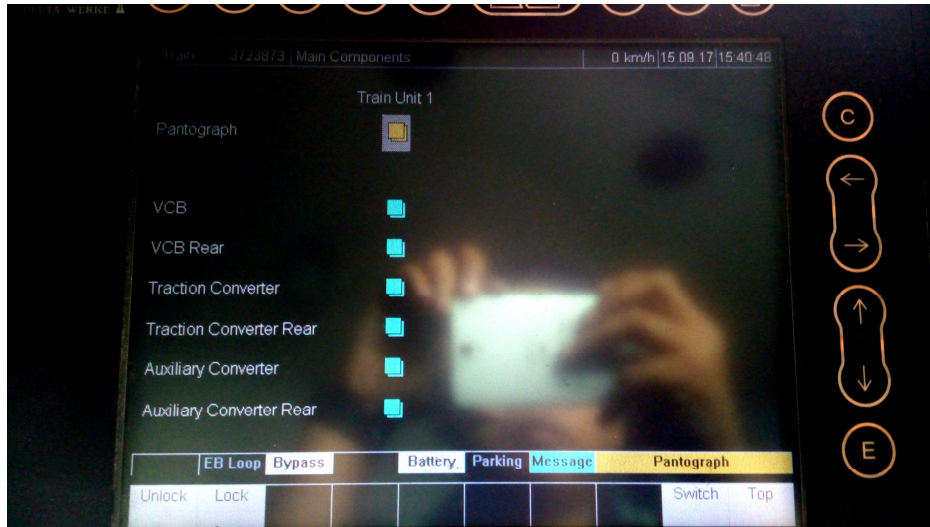 DEUTA WERKE
Train 3723873 Main Components 0 km/h 15.09.17 15:40:48
Train Unit 1
Pantograph
VCB
VCB Rear
Traction Converter
Traction Converter Rear
Auxiliary Converter
Auxiliary Converter Rear
EB Loop Bypass Battery Parking Message Pantograph
Unlock Lock Switch Top
C
E